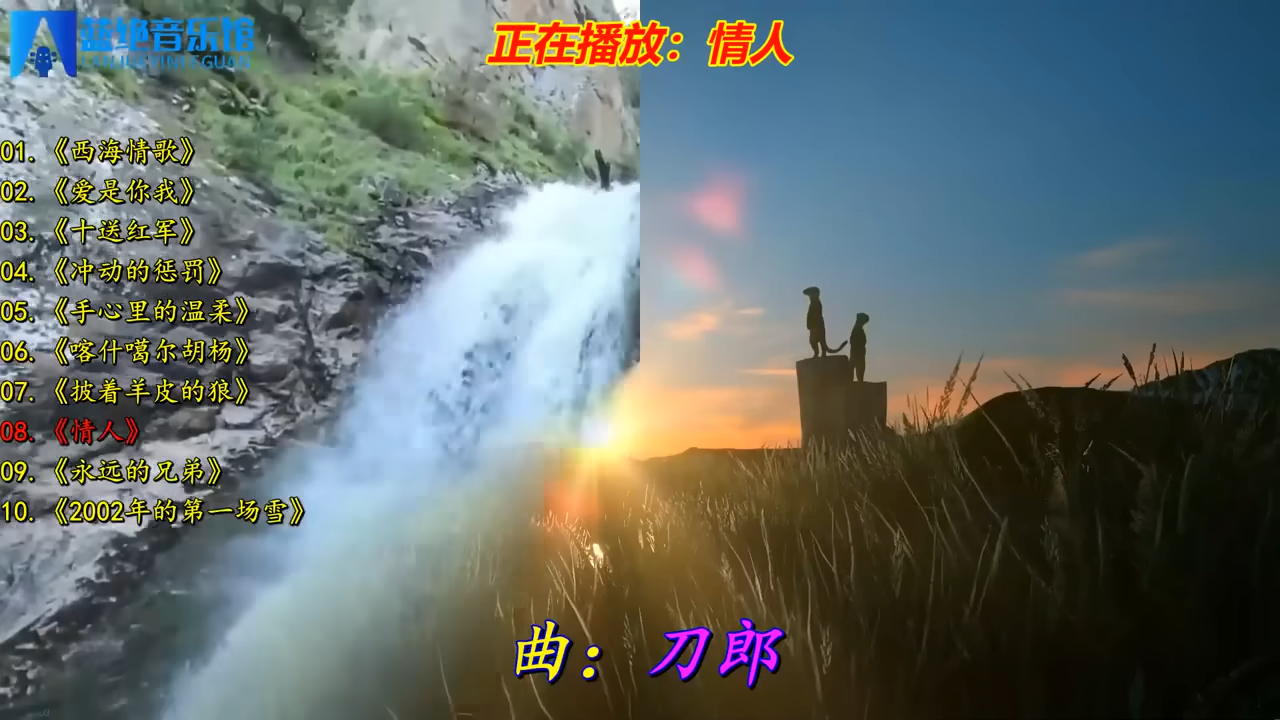 蓝绝音乐馆
LANJUEYINLEGUAN
正在播放：情人
01.《西海情歌》
02.《爱是你我》
03.《十送红军》
04.《冲动的惩罚》
05.《手心里的温柔》
06.《喀什噶尔胡杨》
07.《披着羊皮的狼》
08.《情人》
09.《永远的兄弟》
10.《2002年的第一场雪》
曲：刀郎